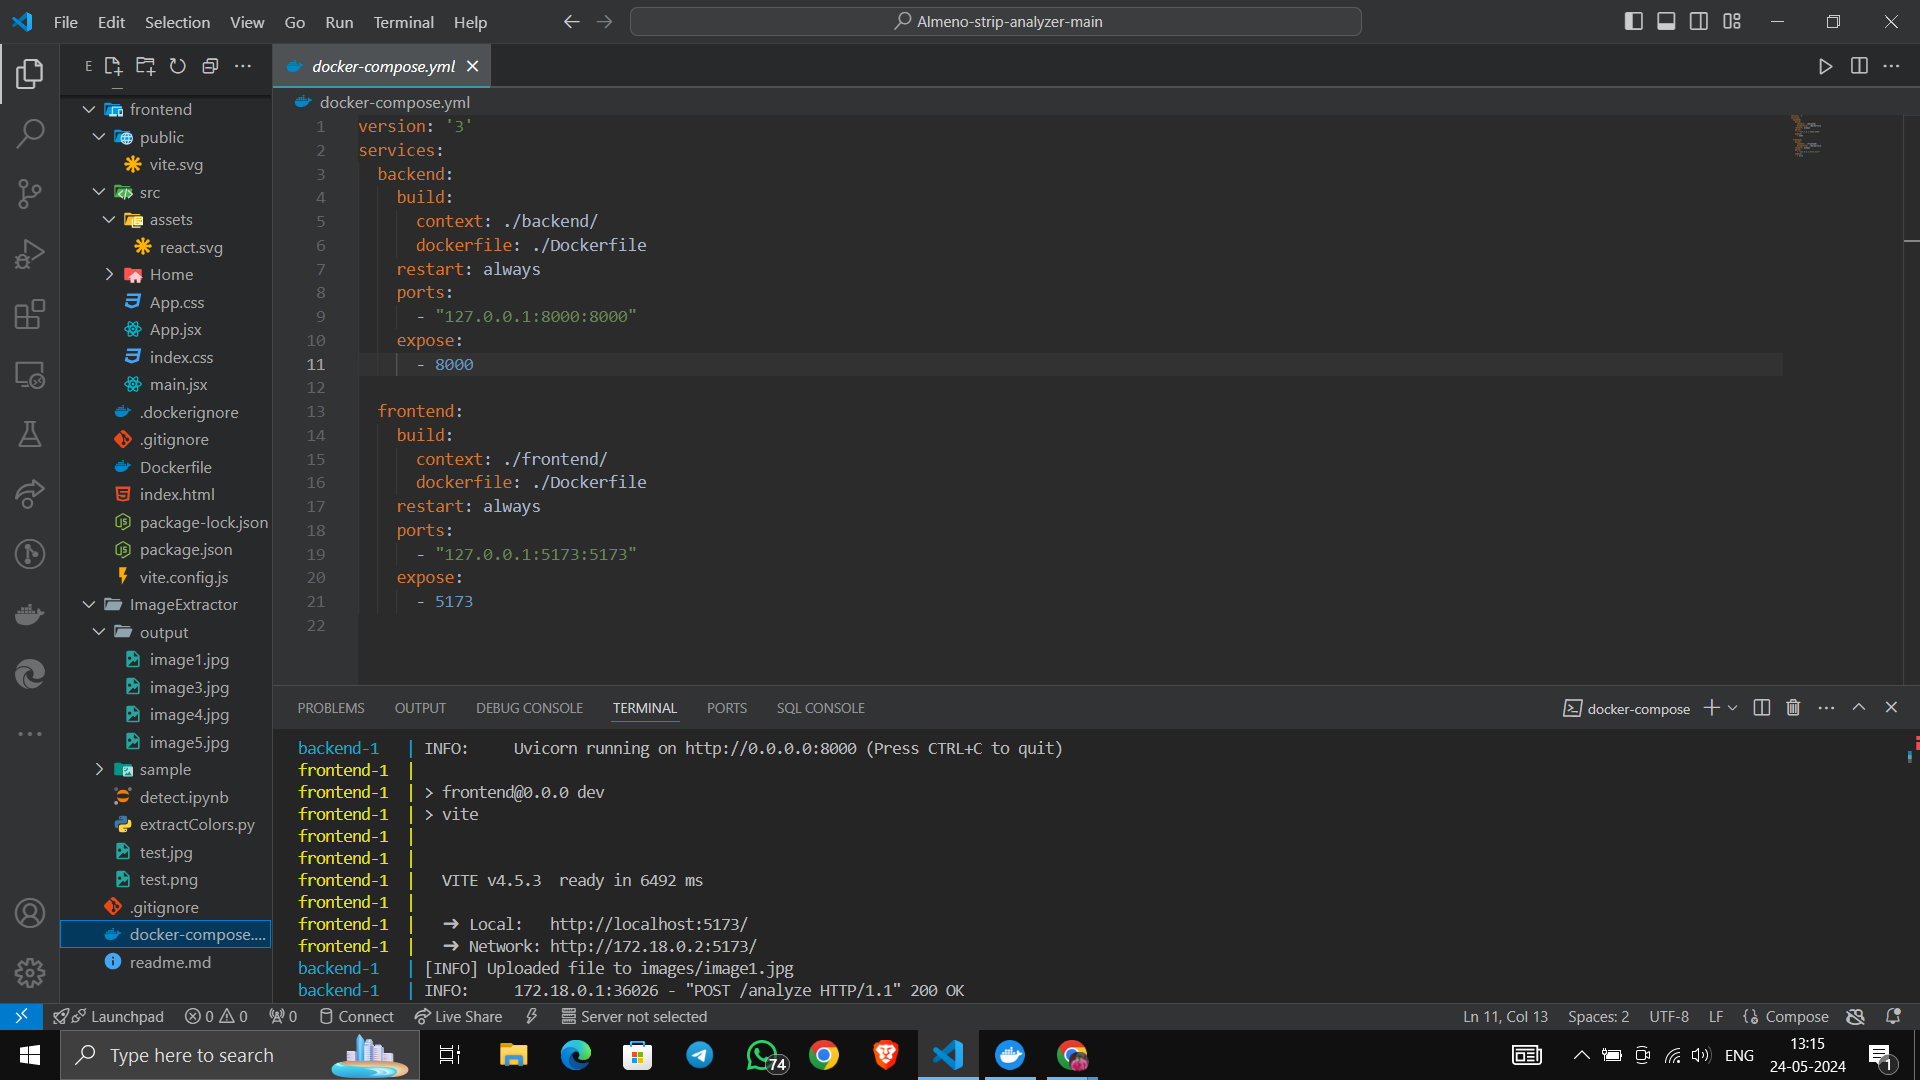 File Edit Selection View Go Run Terminal Help
Almeno-strip-analyzer-main
E
docker-compose.yml
frontend
public
vite.svg
src
assets
react.svg
Home
App.css
App.jsx
index.css
main.jsx
.dockerignore
.gitignore
Dockerfile
index.html
package-lock.json
package.json
vite.config.js
ImageExtractor
output
image1.jpg
image3.jpg
image4.jpg
image5.jpg
sample
detect.ipynb
extractColors.py
test.jpg
test.png
.gitignore
docker-compose....
readme.md
docker-compose.yml
1 version: '3'
2 services:
3 backend:
4 build:
5 context: ./backend/
6 dockerfile: ./Dockerfile
7 restart: always
8 ports:
9 - "127.0.0.1:8000:8000"
10 expose:
11 - 8000
12
13 frontend:
14 build:
15 context: ./frontend/
16 dockerfile: ./Dockerfile
17 restart: always
18 ports:
19 - "127.0.0.1:5173:5173"
20 expose:
21 - 5173
22
PROBLEMS OUTPUT DEBUG CONSOLE TERMINAL PORTS SQL CONSOLE
docker-compose
backend-1 | INFO: Uvicorn running on http://0.0.0.0:8000 (Press CTRL+C to quit)
frontend-1 |
frontend-1 | > frontend@0.0.0 dev
frontend-1 | > vite
frontend-1 |
frontend-1 |
frontend-1 | VITE v4.5.3 ready in 6492 ms
frontend-1 |
frontend-1 | ➜ Local: http://localhost:5173/
frontend-1 | ➜ Network: http://172.18.0.2:5173/
backend-1 | [INFO] Uploaded file to images/image1.jpg
backend-1 | INFO: 172.18.0.1:36026 - "POST /analyze HTTP/1.1" 200 OK
Launchpad 0 0 0 Connect Live Share Server not selected Ln 11, Col 13 Spaces: 2 UTF-8 LF Compose
Type here to search
74
ENG
13:15
24-05-2024
1